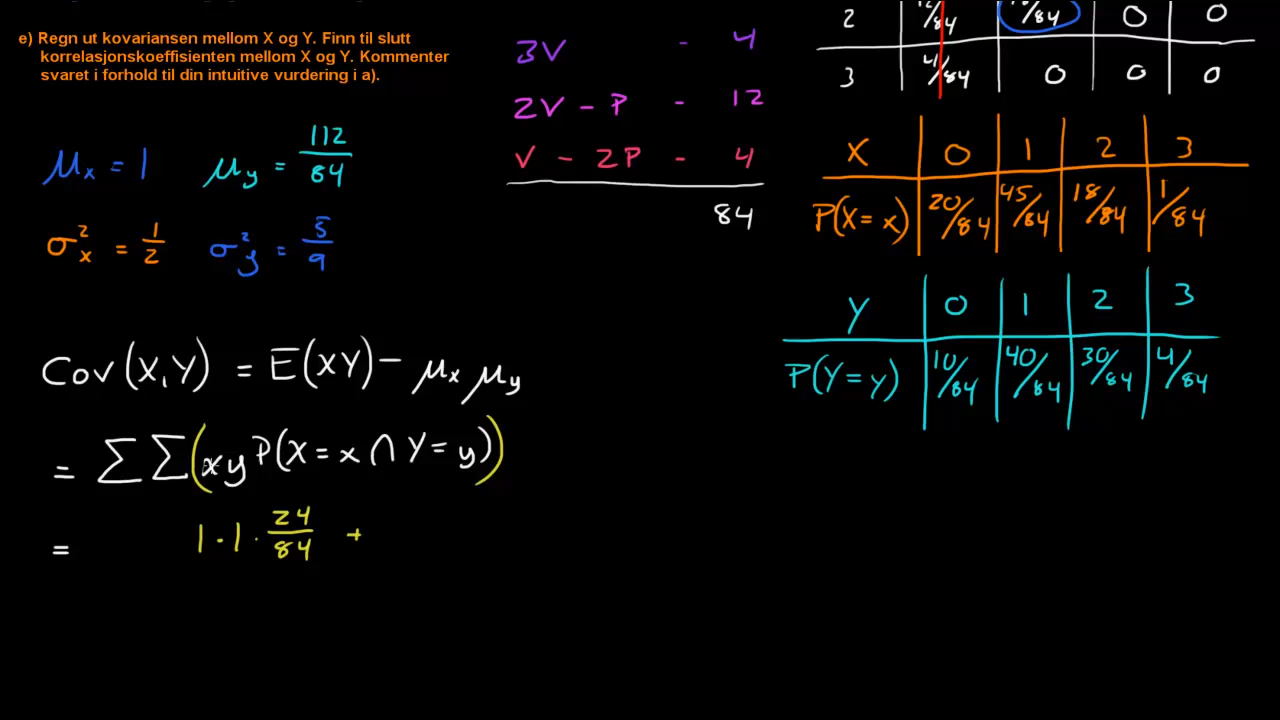 e) Regn ut kovariansen mellom X og Y. Finn til slutt
korrelasjonskoeffisienten mellom X og Y. Kommenter
svaret i forhold til din intuitive vurdering i a).
μx = 1 μy = 112/84
σ²x = 1/2 σ²y = 5/9
3V - 4
2V - P - 12
V - 2P - 4
84
2 12/84 0 0
3 4/84 0 0 0
X 0 1 2 3
P(X = x) 20/84 45/84 18/84 1/84
Y 0 1 2 3
P(Y = y) 10/84 40/84 30/84 4/84
Cov(X,Y) = E(XY) - μx μy
= Σ Σ (xy P(X = x ∩ Y = y))
= 1 · 1 · 24/84 +